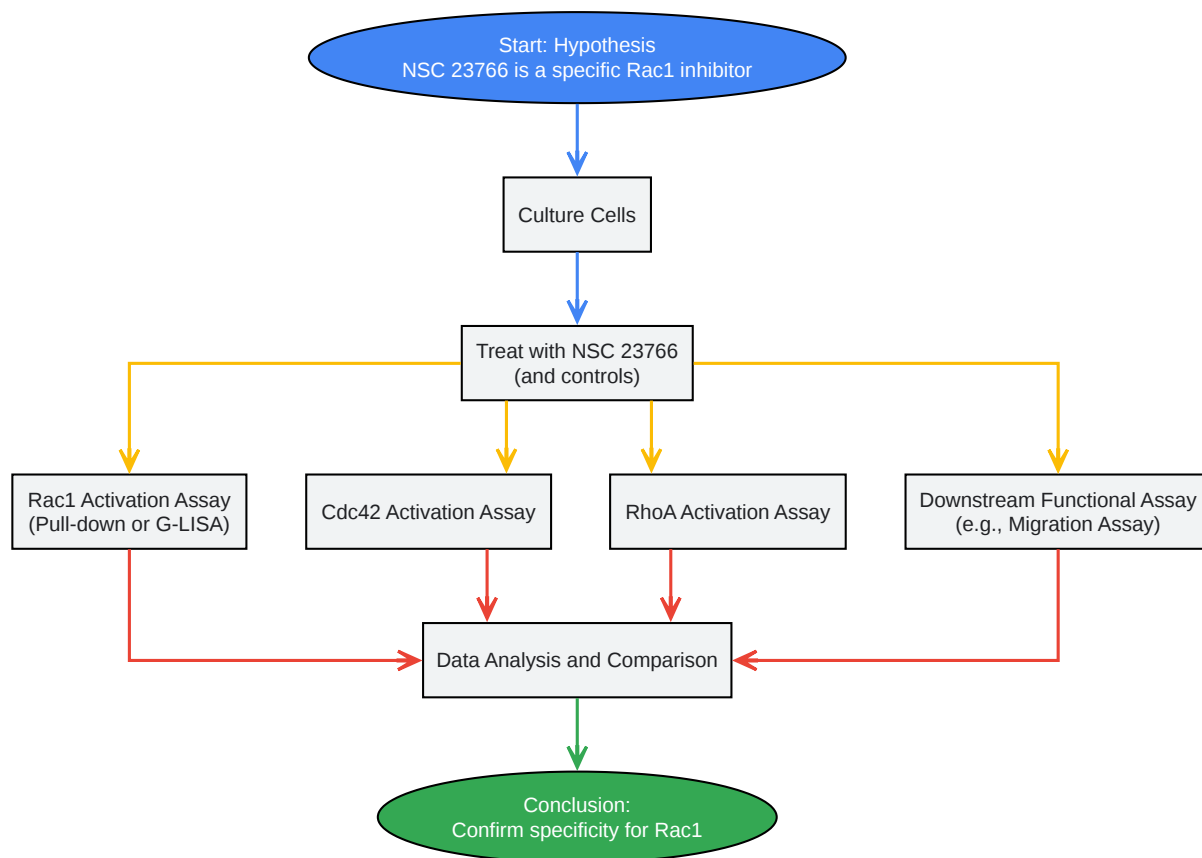 Start: Hypothesis
NSC 23766 is a specific Rac1 inhibitor
Culture Cells
Treat with NSC 23766
(and controls)
Rac1 Activation Assay
(Pull-down or G-LISA)
Cdc42 Activation Assay
RhoA Activation Assay
Downstream Functional Assay
(e.g., Migration Assay)
Data Analysis and Comparison
Conclusion:
Confirm specificity for Rac1